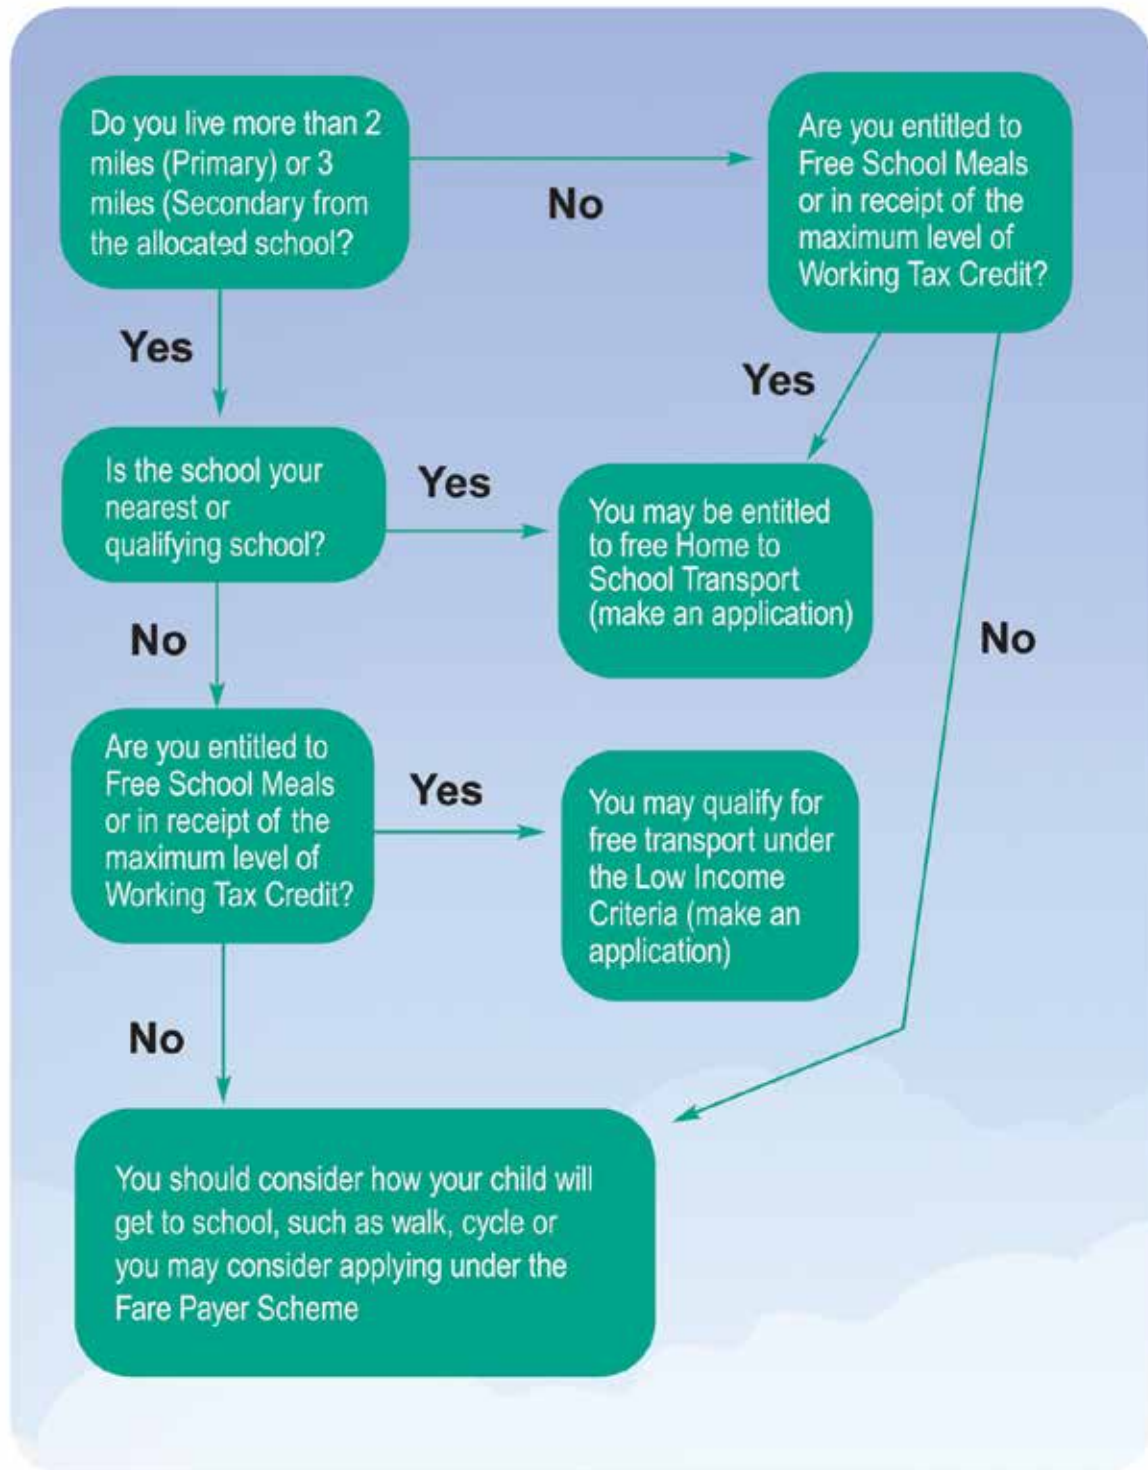 Do you live more than 2
miles (Primary) or 3
miles (Secondary from
the allocated school?
No
Are you entitled to
Free School Meals
or in receipt of the
maximum level of
Working Tax Credit?
Yes
Yes
Is the school your
nearest or
qualifying school?
Yes
You may be entitled
to free Home to
School Transport
(make an application)
No
No
Are you entitled to
Free School Meals
or in receipt of the
maximum level of
Working Tax Credit?
Yes
You may qualify for
free transport under
the Low Income
Criteria (make an
application)
No
You should consider how your child will
get to school, such as walk, cycle or
you may consider applying under the
Fare Payer Scheme